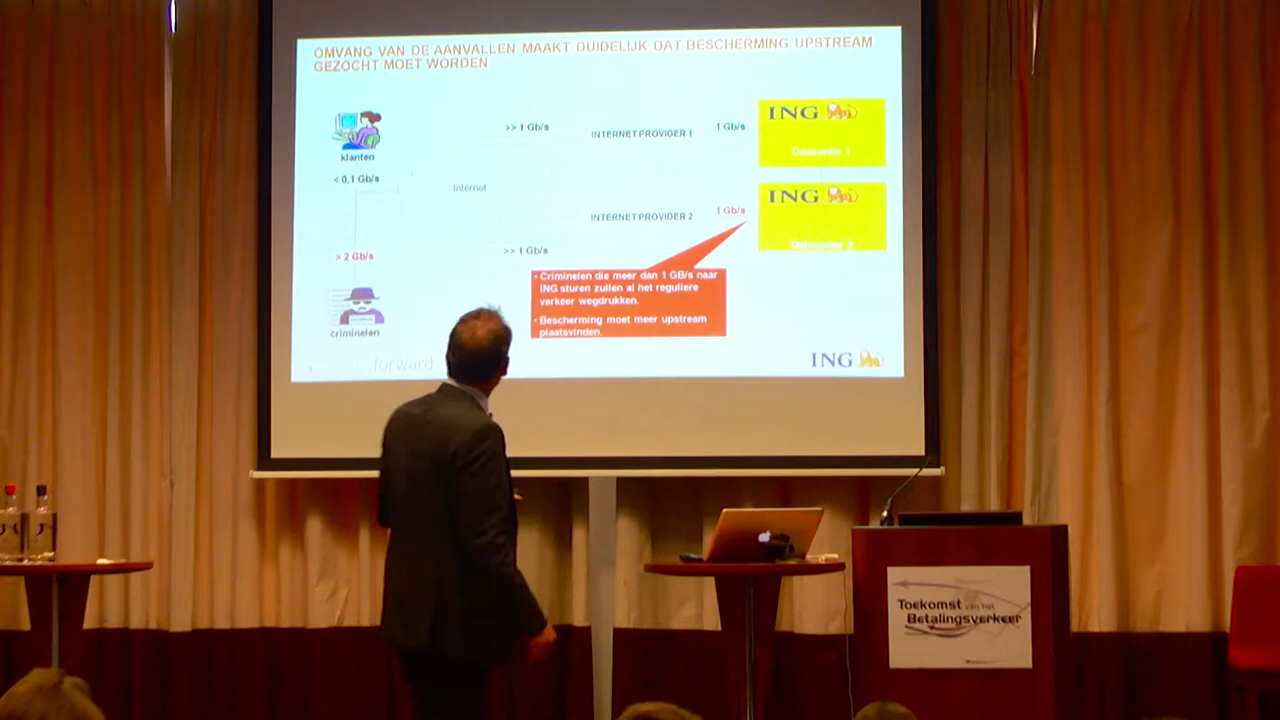 OMVANG VAN DE AANVALLEN MAAKT DUIDELIJK DAT BESCHERMING UPSTREAM
GEZOCHT MOET WORDEN
klanten
< 0,1 Gb/s
Internet
>> 1 Gb/s
INTERNET PROVIDER 1
1 Gb/s
ING
Datacenter 1
INTERNET PROVIDER 2
1 Gb/s
ING
Datacenter 2
>> 1 Gb/s
> 2 Gb/s
criminelen
• Criminelen die meer dan 1 GB/s naar
ING sturen zullen al het reguliere
verkeer wegdrukken.
• Bescherming moet meer upstream
plaatsvinden.
forward
ING
Toekomst van het
Betalingsverkeer